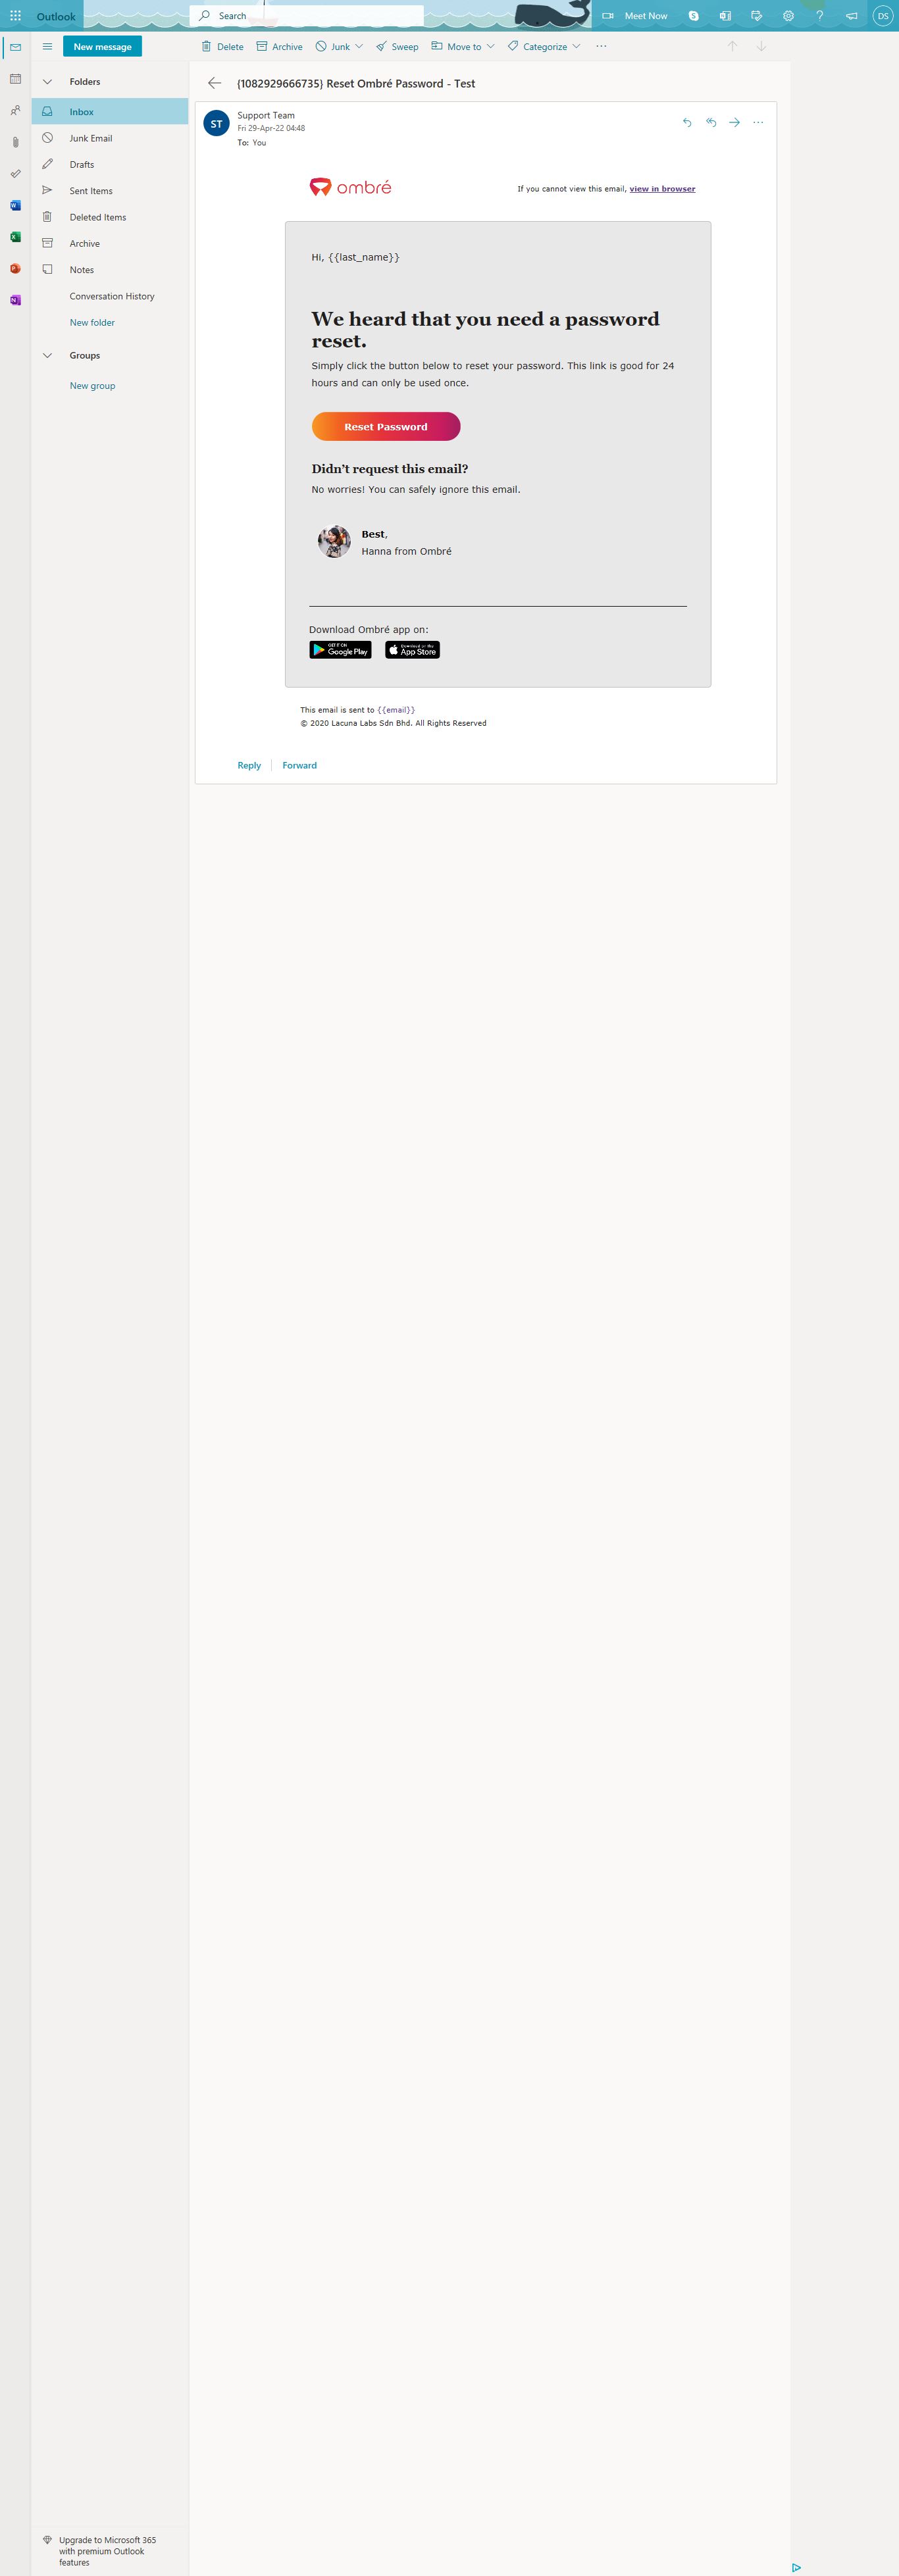 Outlook
Search
Meet Now
DS
New message
Delete
Archive
Junk
Sweep
Move to
Categorize
Folders
Inbox
Junk Email
Drafts
Sent Items
Deleted Items
Archive
Notes
Conversation History
New folder
Groups
New group
{1082929666735} Reset Ombré Password - Test
ST
Support Team
Fri 29-Apr-22 04:48
To: You
ombré
If you cannot view this email, view in browser
Hi, {{last_name}}
We heard that you need a password
reset.
Simply click the button below to reset your password. This link is good for 24
hours and can only be used once.
Reset Password
Didn't request this email?
No worries! You can safely ignore this email.
Best,
Hanna from Ombré
Download Ombré app on:
GET IT ON
Google Play
Download on the
App Store
This email is sent to {{email}}
© 2020 Lacuna Labs Sdn Bhd. All Rights Reserved
Reply
Forward
Upgrade to Microsoft 365
with premium Outlook
features